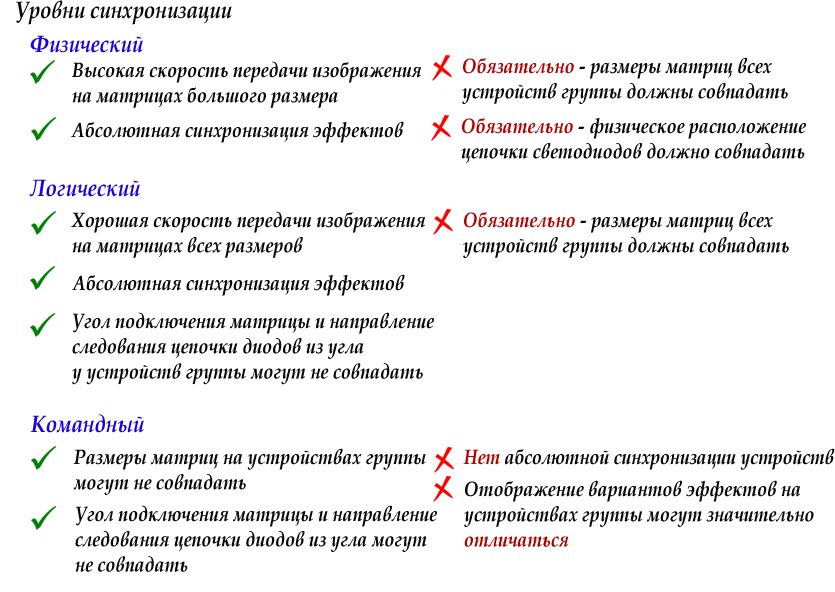 Уровни синхронизации
Физический
Высокая скорость передачи изображения
на матрицах большого размера
Абсолютная синхронизация эффектов
Обязательно - размеры матриц всех
устройств группы должны совпадать
Обязательно - физическое расположение
цепочки светодиодов должно совпадать
Логический
Хорошая скорость передачи изображения
на матрицах всех размеров
Абсолютная синхронизация эффектов
Угол подключения матрицы и направление
следования цепочки диодов из угла
у устройств группы могут не совпадать
Обязательно - размеры матриц всех
устройств группы должны совпадать
Командный
Размеры матриц на устройствах группы
могут не совпадать
Угол подключения матрицы и направление
следования цепочки диодов из угла могут
не совпадать
Нет абсолютной синхронизации устройств
Отображение вариантов эффектов на
устройствах группы могут значительно
отличаться